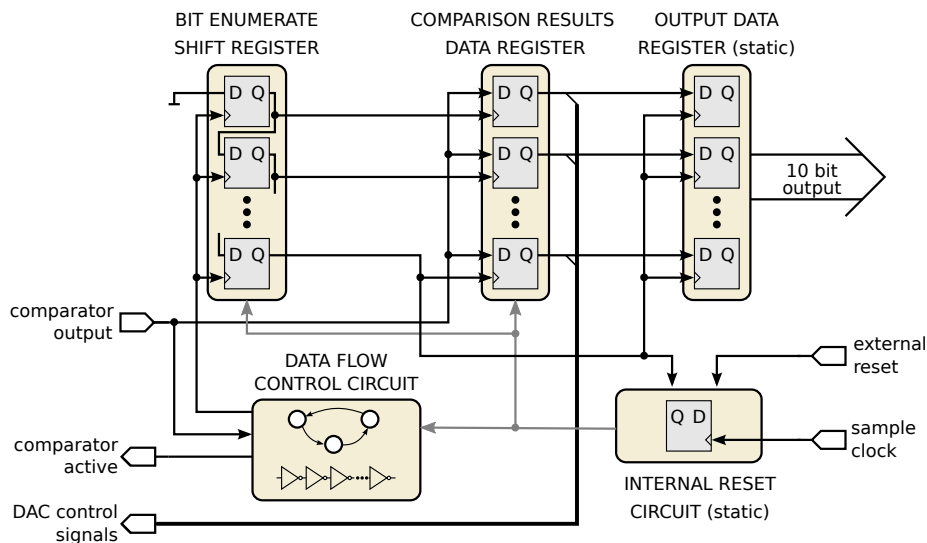 BIT ENUMERATE
SHIFT REGISTER
COMPARISON RESULTS
DATA REGISTER
OUTPUT DATA
REGISTER (static)
D Q
D Q
D Q
D Q
D Q
D Q
D Q
D Q
D Q
10 bit
output
comparator
output
DATA FLOW
CONTROL CIRCUIT
external
reset
Q D
sample
clock
comparator
active
INTERNAL RESET
CIRCUIT (static)
DAC control
signals